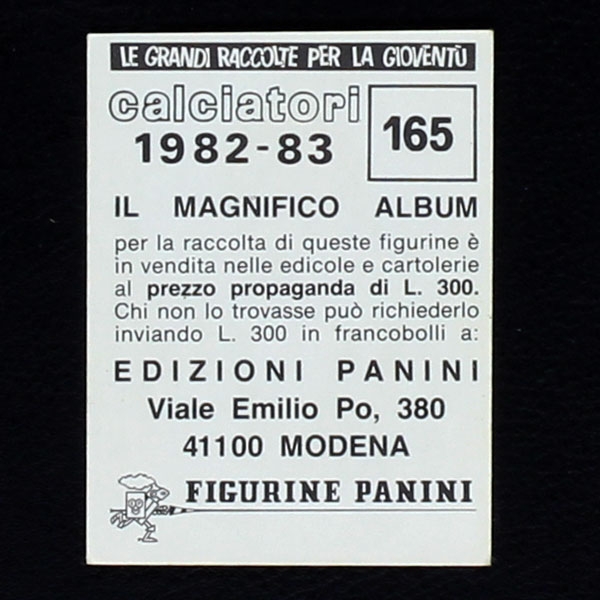 LE GRANDI RACCOLTE PER LA GIOVENTÙ
calciatori
1982-83
165
IL MAGNIFICO ALBUM
per la raccolta di queste figurine è
in vendita nelle edicole e cartolerie
al prezzo propaganda di L. 300.
Chi non lo trovasse può richiederlo
inviando L. 300 in francobolli a:
EDIZIONI PANINI
Viale Emilio Po, 380
41100 MODENA
FIGURINE PANINI